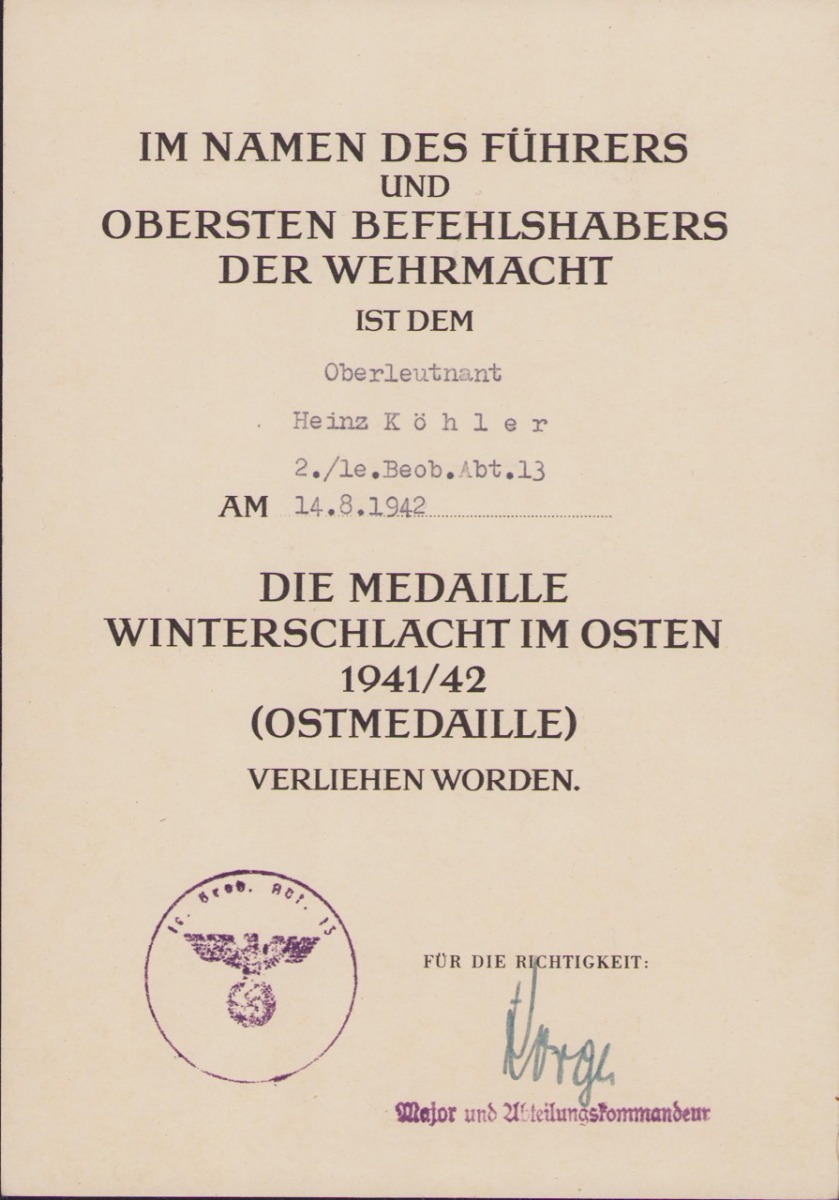 IM NAMEN DES FÜHRERS
UND
OBERSTEN BEFEHLSHABERS
DER WEHRMACHT
IST DEM
Oberleutnant
Heinz K ö h l e r
2./le.Beob.Abt.13
AM 14.8.1942
DIE MEDAILLE
WINTERSCHLACHT IM OSTEN
1941/42
(OSTMEDAILLE)
VERLIEHEN WORDEN.
le. Beob. Abt. 13
FÜR DIE RICHTIGKEIT:
Major und Abteilungskommandeur